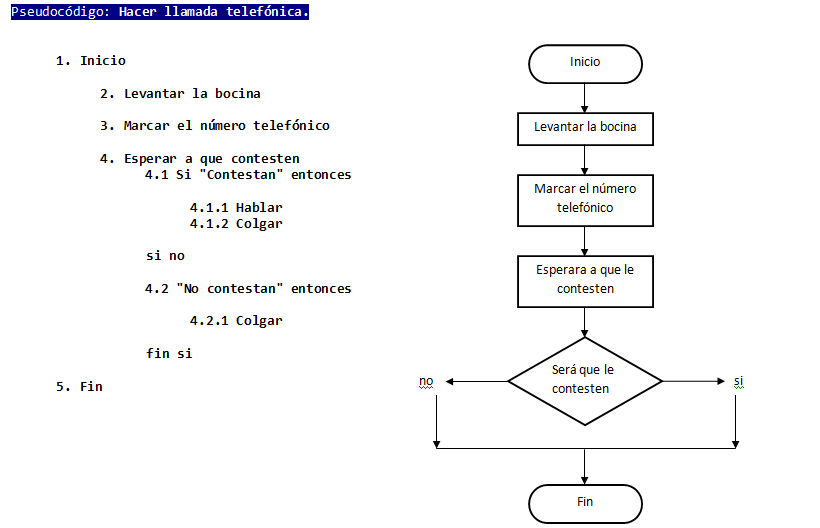 Pseudocódigo: Hacer llamada telefónica.
1. Inicio
2. Levantar la bocina
3. Marcar el número telefónico
4. Esperar a que contesten
4.1 Si "Contestan" entonces
4.1.1 Hablar
4.1.2 Colgar
si no
4.2 "No contestan" entonces
4.2.1 Colgar
fin si
5. Fin
Inicio
Levantar la bocina
Marcar el número
telefónico
Esperara a que le
contesten
Será que le
contesten
no
si
Fin